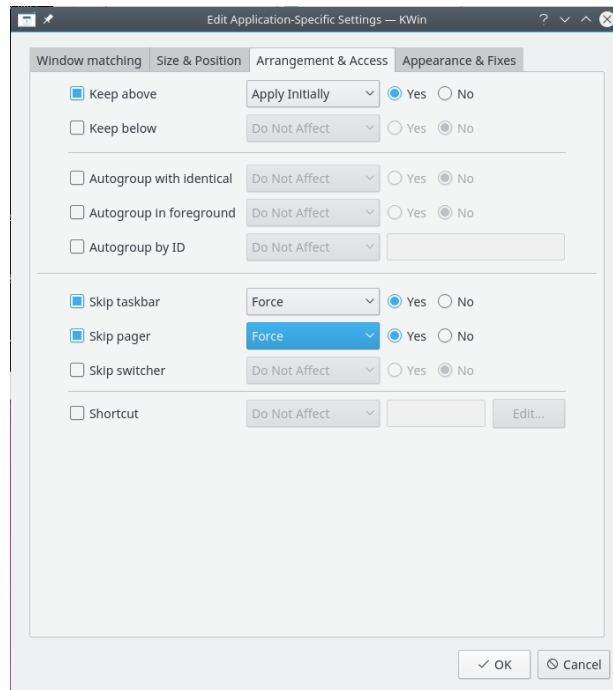 Edit Application-Specific Settings — KWin
Window matching Size & Position Arrangement & Access Appearance & Fixes
Keep above Apply Initially Yes No
Keep below Do Not Affect Yes No
Autogroup with identical Do Not Affect Yes No
Autogroup in foreground Do Not Affect Yes No
Autogroup by ID Do Not Affect
Skip taskbar Force Yes No
Skip pager Force Yes No
Skip switcher Do Not Affect Yes No
Shortcut Do Not Affect Edit...
OK Cancel